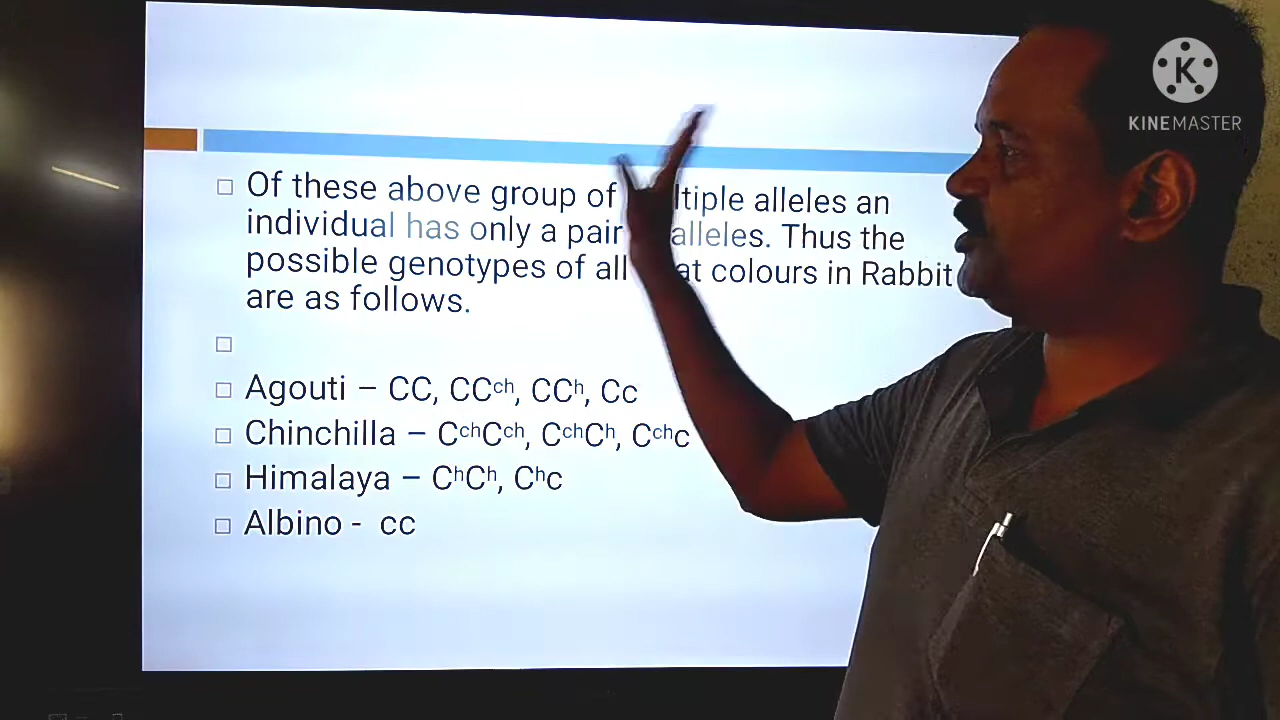 Of these above group of tiple alleles an
individual has only a pair alleles. Thus the
possible genotypes of all at colours in Rabbit
are as follows.
Agouti – CC, CCᶜʰ, CCʰ, Cc
Chinchilla – CᶜʰCᶜʰ, CᶜʰCʰ, Cᶜʰc
Himalaya – CʰCʰ, Cʰc
Albino - cc
K
KINEMASTER